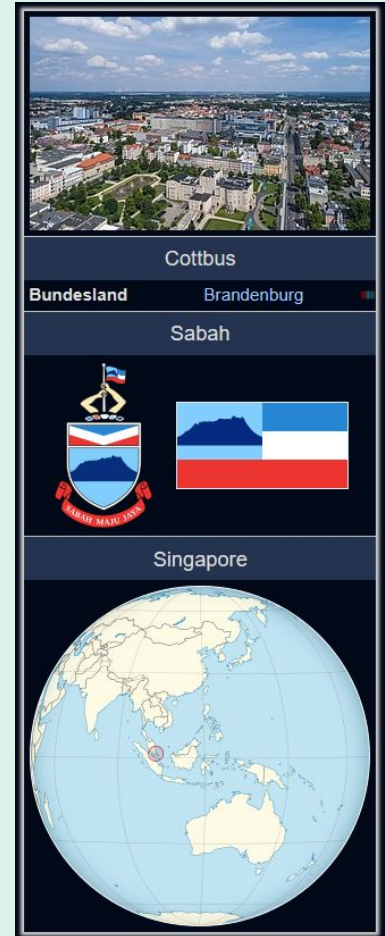 Cottbus
Bundesland Brandenburg
Sabah
SABAH MAJU JAYA
Singapore